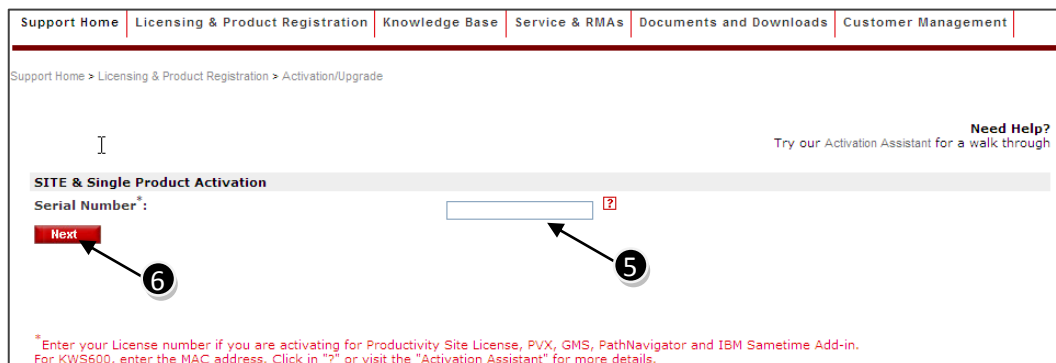 Support Home Licensing & Product Registration Knowledge Base Service & RMAs Documents and Downloads Customer Management
Support Home > Licensing & Product Registration > Activation/Upgrade
Need Help?
Try our Activation Assistant for a walk through
SITE & Single Product Activation
Serial Number*: ?
Next
5
6
*Enter your License number if you are activating for Productivity Site License, PVX, GMS, PathNavigator and IBM Sametime Add-in.
For KWS600, enter the MAC address. Click in "?" or visit the "Activation Assistant" for more details.